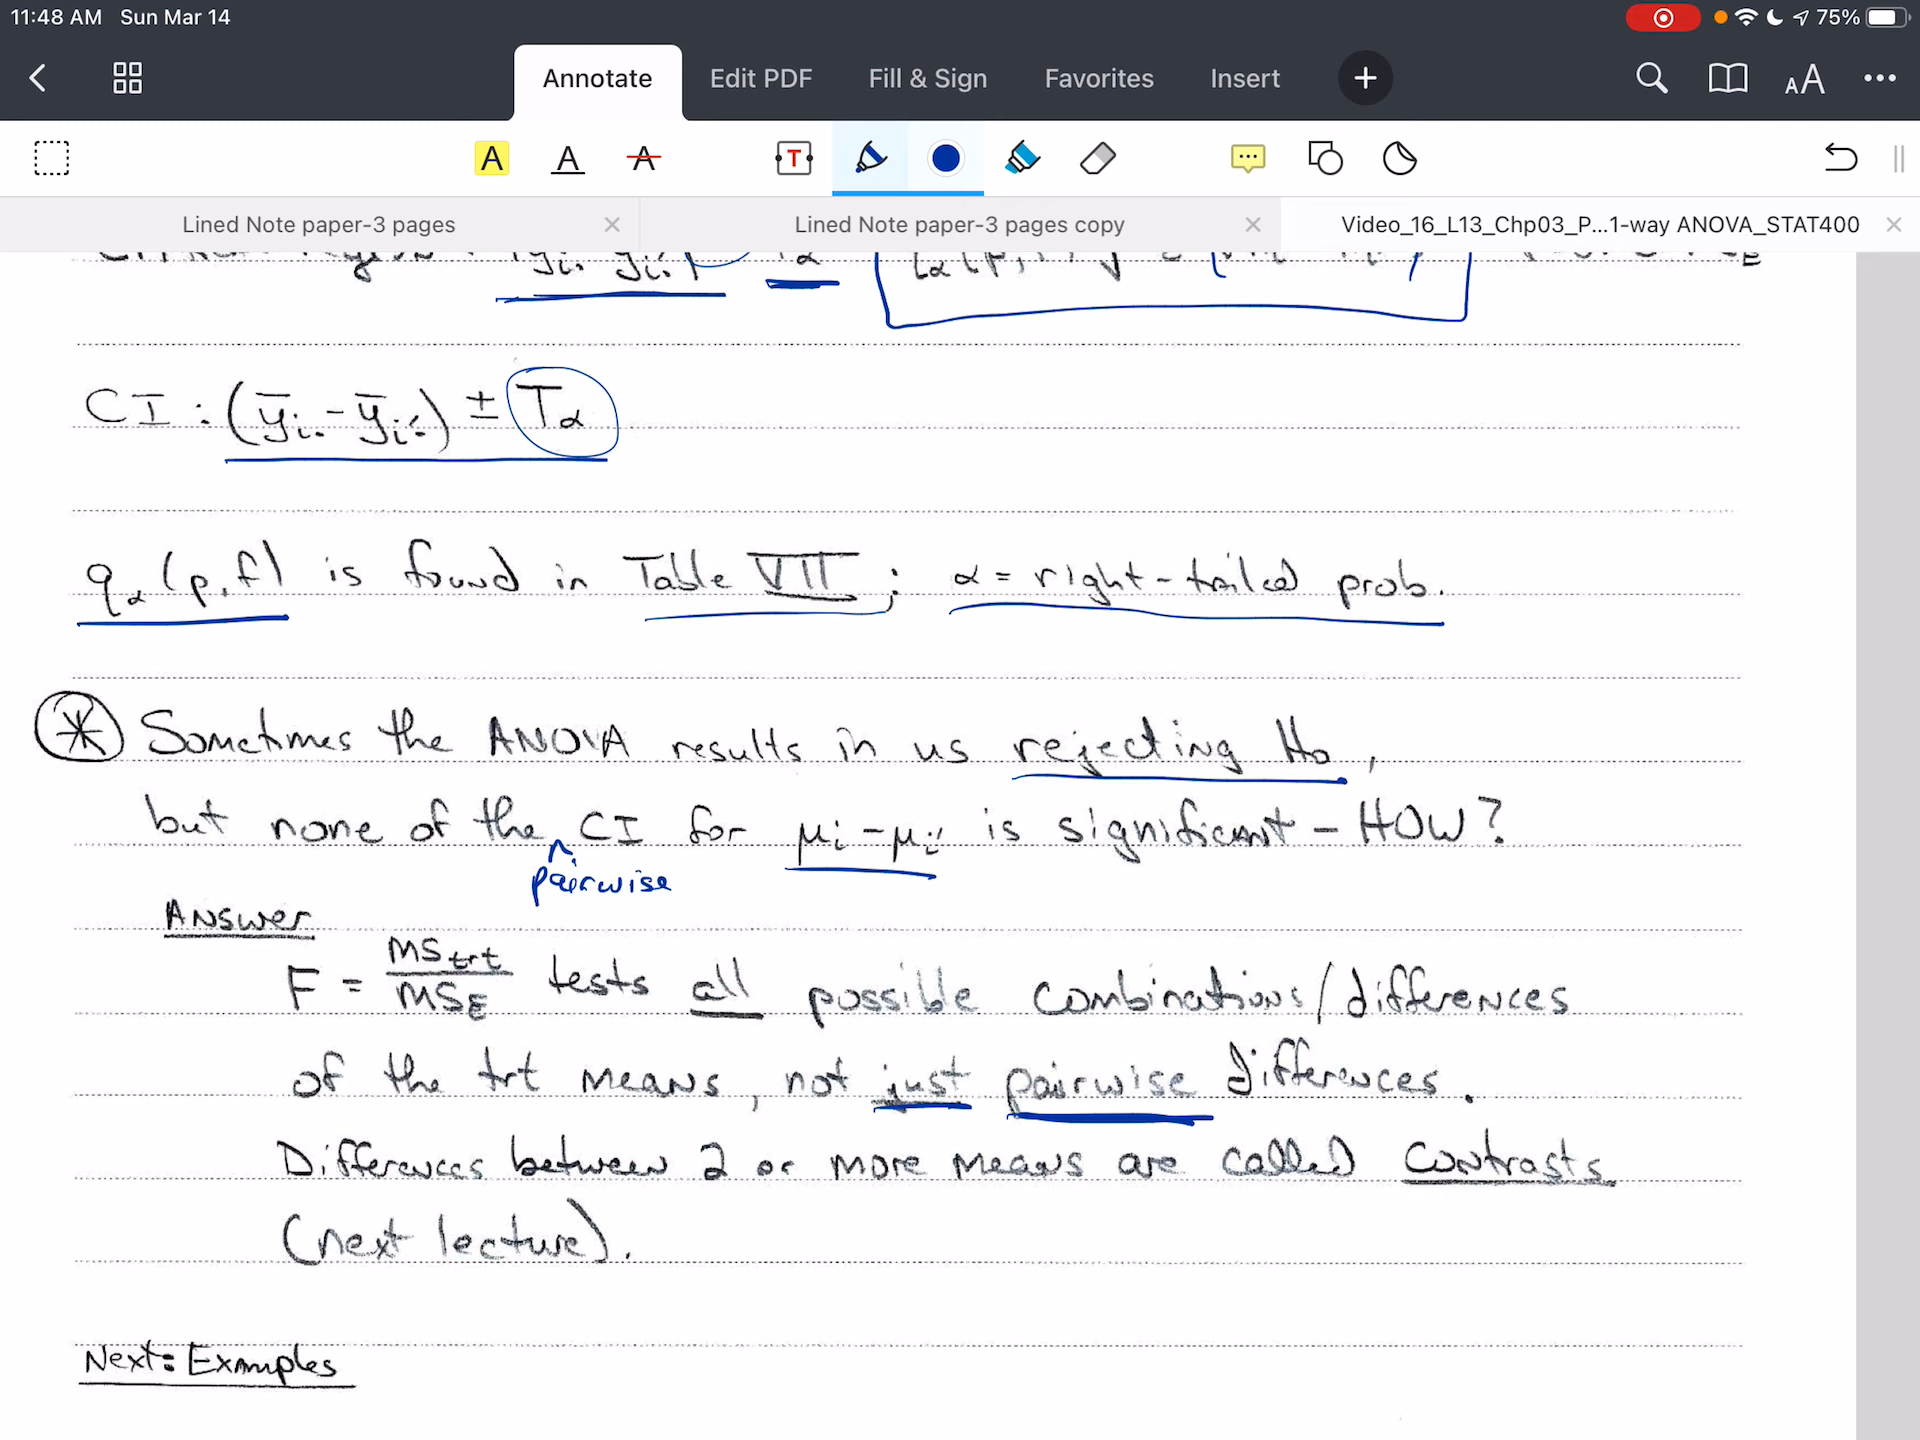 11:48 AM Sun Mar 14
75%
Annotate Edit PDF Fill & Sign Favorites Insert
AA
A A A T
Lined Note paper-3 pages
Lined Note paper-3 pages copy
Video_16_L13_Chp03_P...1-way ANOVA_STAT400
CI : (ȳi. - ȳi'.) ± Tα
qα (p, f) is found in Table VII ; α = right-tailed prob.
* Sometimes the ANOVA results in us rejecting Ho,
but none of the ^ CI for μi - μi' is significant - HOW?
pairwise
Answer
F = MStrt/MSE tests all possible combinations/differences
of the trt means, not just pairwise differences.
Differences between 2 or more means are called contrasts
(next lecture).
Next: Examples